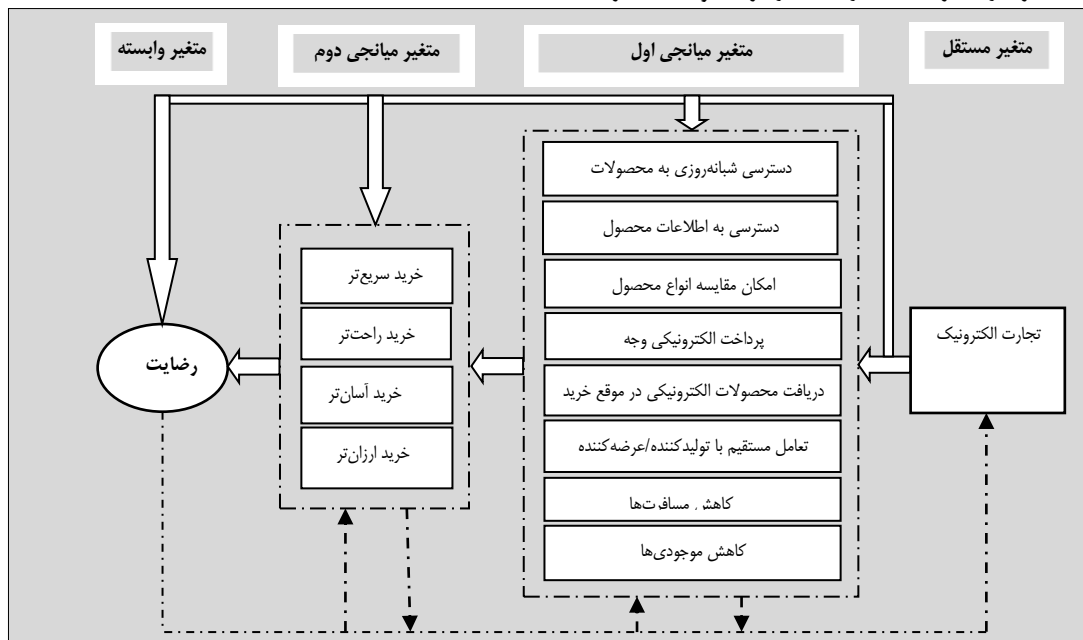 متغیر مستقل
متغیر میانجی اول
متغیر میانجی دوم
متغیر وابسته
تجارت الکترونیک
دسترسی شبانه‌روزی به محصولات
دسترسی به اطلاعات محصول
امکان مقایسه انواع محصول
پرداخت الکترونیکی وجه
دریافت محصولات الکترونیکی در موقع خرید
تعامل مستقیم با تولیدکننده/عرضه‌کننده
کاهش مسافرت‌ها
کاهش موجودی‌ها
خرید سریع‌تر
خرید راحت‌تر
خرید آسان‌تر
خرید ارزان‌تر
رضایت